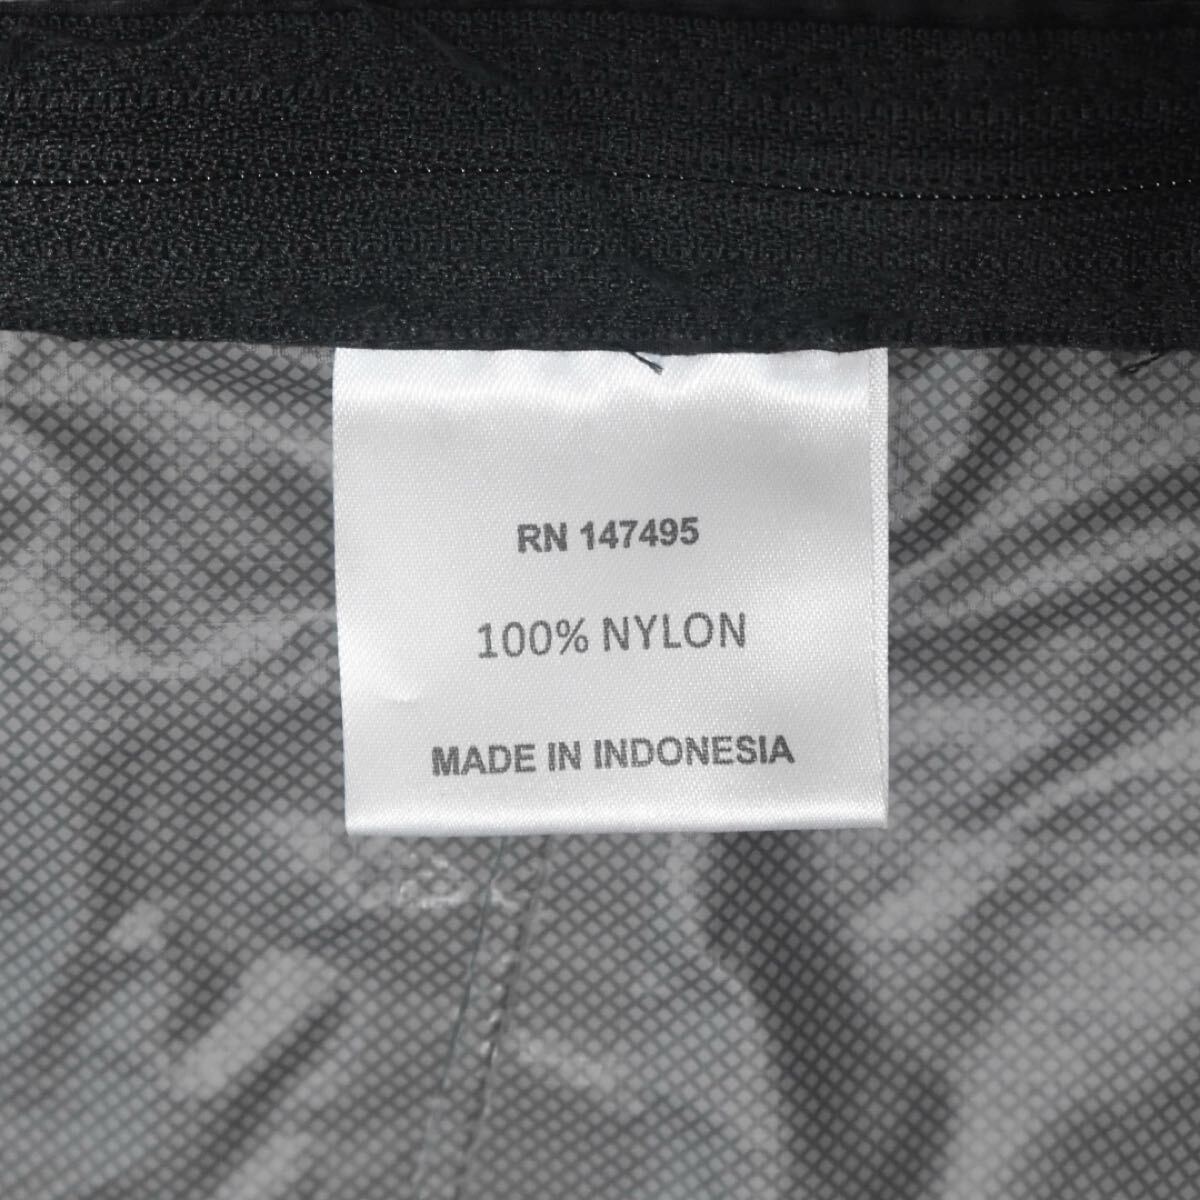 RN 147495
100% NYLON
MADE IN INDONESIA